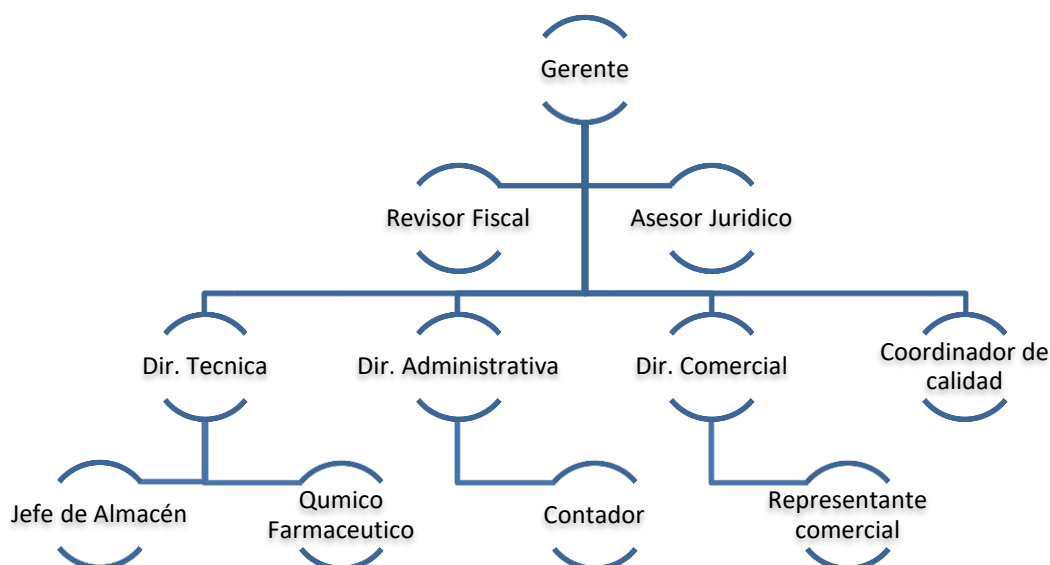 Gerente
Revisor Fiscal
Asesor Juridico
Dir. Tecnica
Dir. Administrativa
Dir. Comercial
Coordinador de
calidad
Jefe de Almacén
Qumico
Farmaceutico
Contador
Representante
comercial